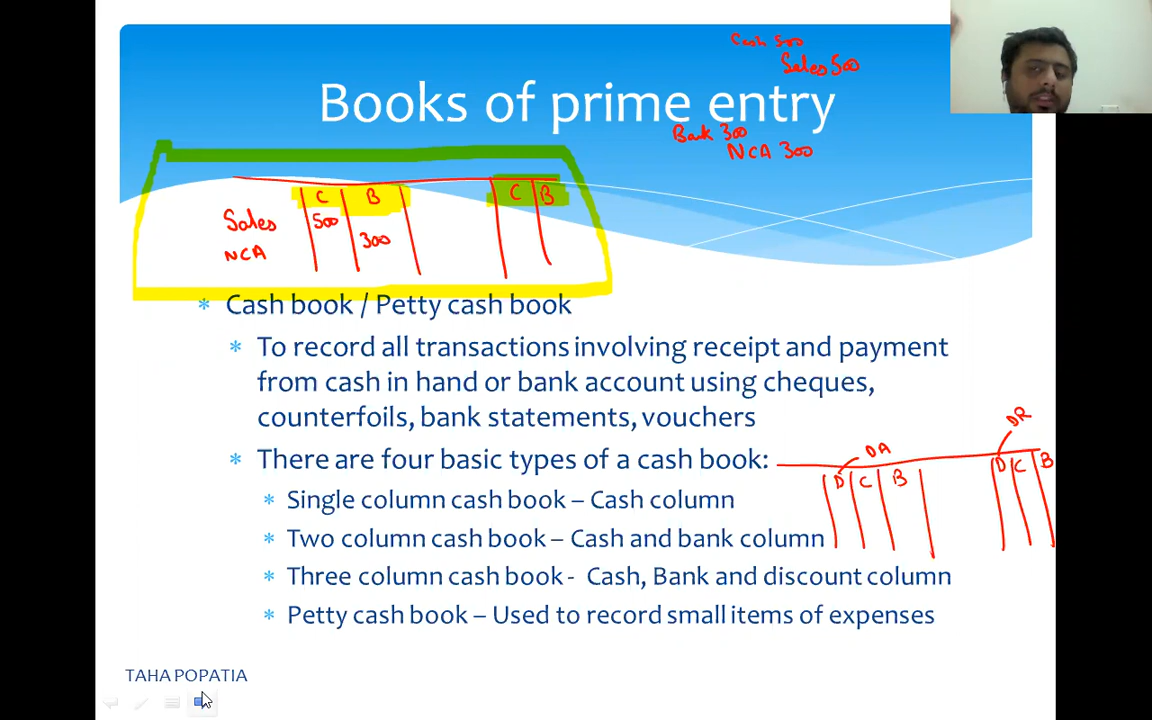 Cash 500
Sales 500
Books of prime entry
Bank 300
NCA 300
C B C B
Sales 500
300
NCA
* Cash book / Petty cash book
* To record all transactions involving receipt and payment
from cash in hand or bank account using cheques,
counterfoils, bank statements, vouchers
DR
DA
* There are four basic types of a cash book:
D C B D C B
* Single column cash book – Cash column
* Two column cash book – Cash and bank column
* Three column cash book - Cash, Bank and discount column
* Petty cash book – Used to record small items of expenses
TAHA POPATIA